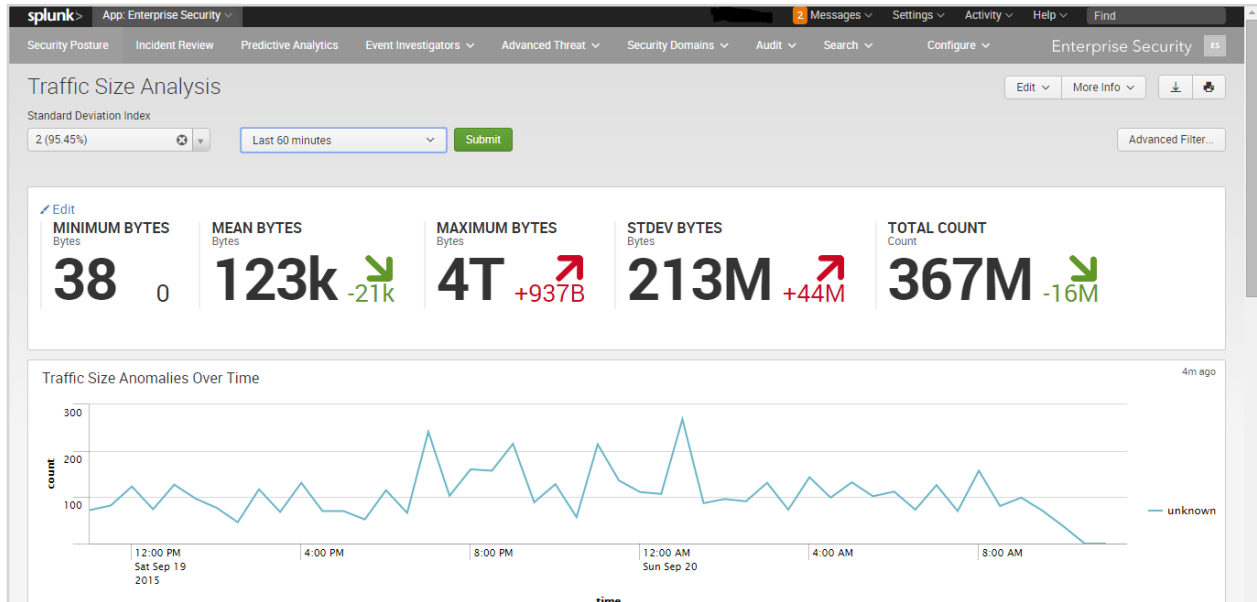 splunk> App: Enterprise Security 2 Messages Settings Activity Help Find
Security Posture Incident Review Predictive Analytics Event Investigators Advanced Threat Security Domains Audit Search Configure Enterprise Security ES
Traffic Size Analysis Edit More Info
Standard Deviation Index
2 (95.45%) Last 60 minutes Submit Advanced Filter...
Edit
MINIMUM BYTES MEAN BYTES MAXIMUM BYTES STDEV BYTES TOTAL COUNT
Bytes Bytes Bytes Bytes Count
38 0 123k -21k 4T +937B 213M +44M 367M -16M
Traffic Size Anomalies Over Time 4m ago
300
200
100
count
unknown
12:00 PM 4:00 PM 8:00 PM 12:00 AM 4:00 AM 8:00 AM
Sat Sep 19 Sun Sep 20
2015
time